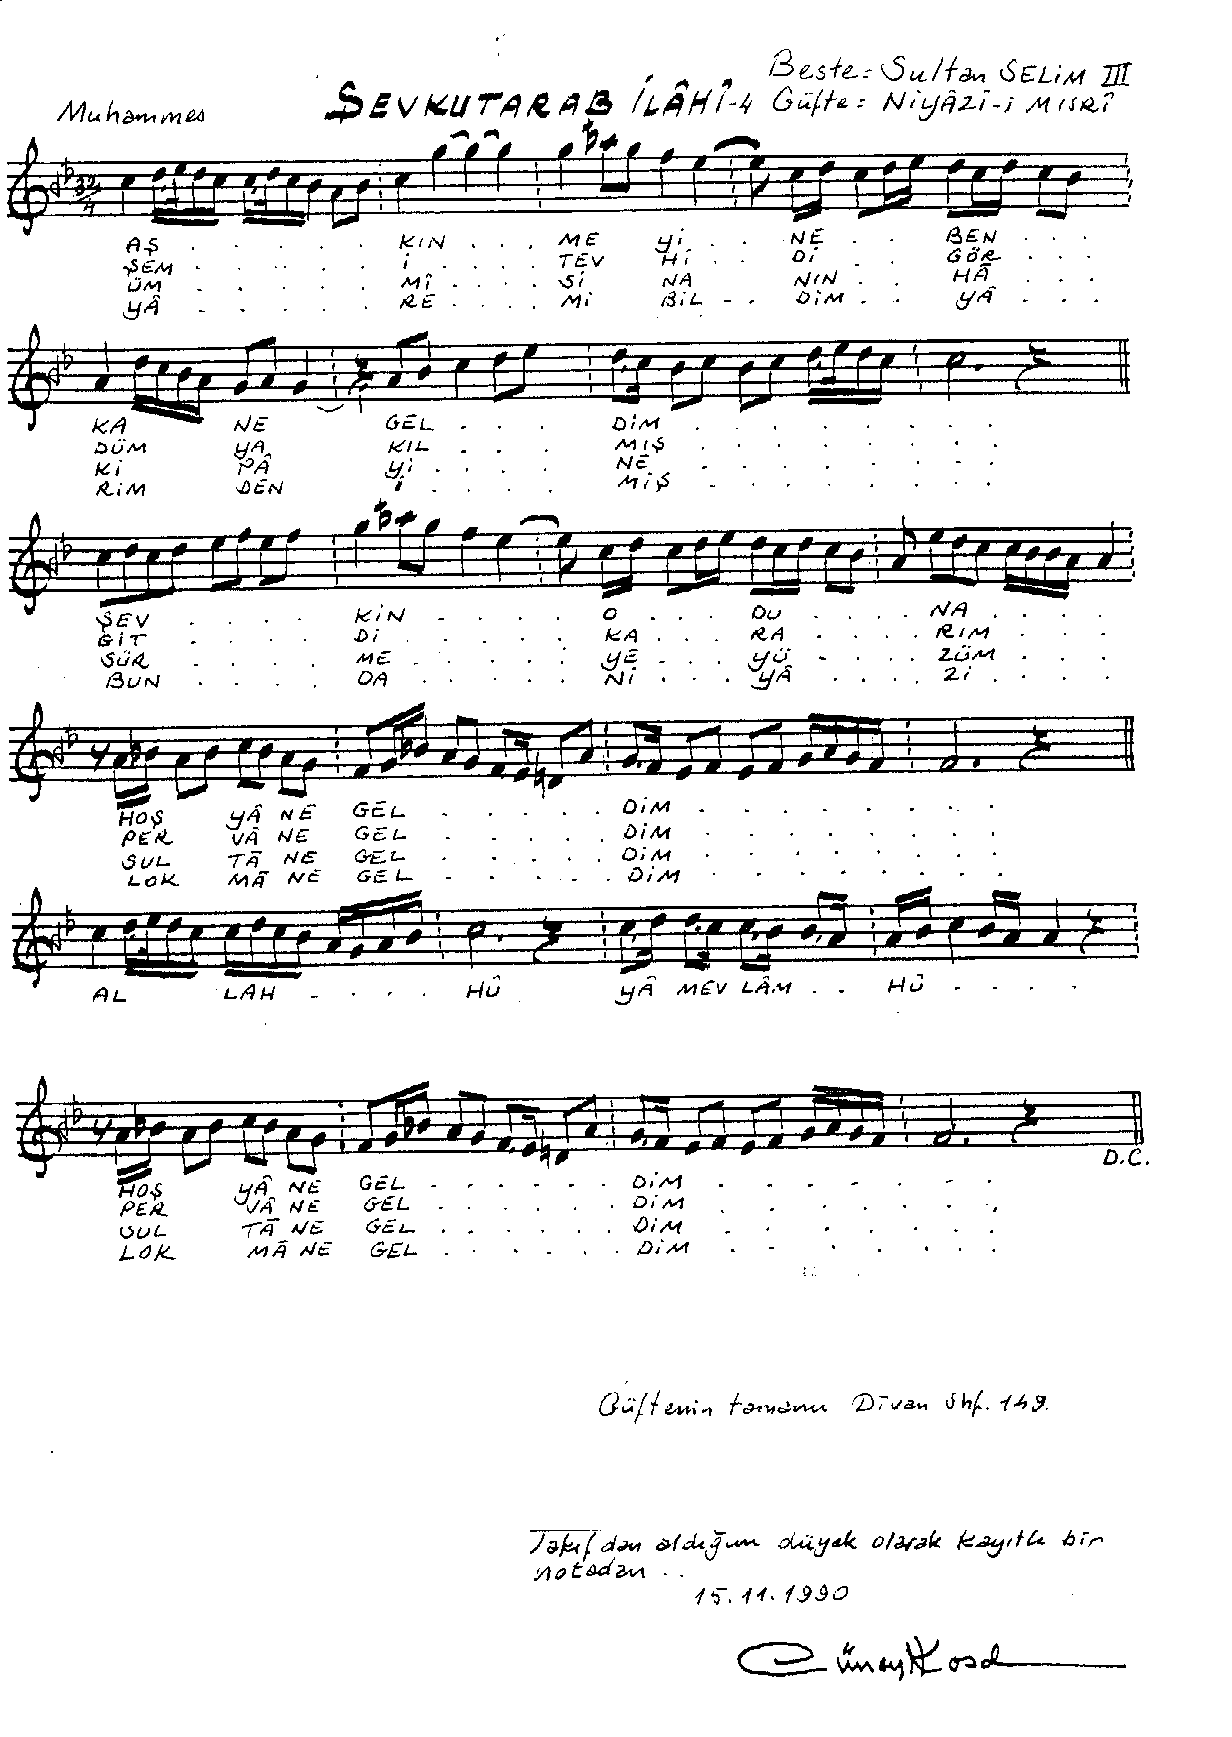 Beste: Sultan SELİM III
Muhammes ŞEVKUTARAB İLÂHÎ-4 Güfte: NİYÂZÎ-i MISRÎ
32/4
AŞ . . . . . . KIN . . . ME Yİ . . NE . . BEN . . .
ŞEM . . . . . . İ . . . TEV Hİ . . Dİ . . GÖR . . .
ÜM . . . . . . Mİ . . . Sİ NA . . NIN . . HÂ . . .
YÂ . . . . . . RE . . . Mİ BİL . . DİM . . YÂ . . .
KA NE GEL . . . DİM . . . . . . . .
DÜM YA KIL . . . MIŞ . . . . . . . .
Kİ PÂ Yİ . . . . NE . . . . . . . .
RİM DEN İ . . . . MİŞ . . . . . . . .
ŞEV . . . . KİN . . . . . O . . DU . . . . NA . . . .
GİT . . . . Dİ . . . . . KA . . . RA . . . . RIM . . .
SÜR . . . . ME . . . . . YE . . . YÜ . . . . ZÜM . . .
BUN . . . . DA . . . . . Nİ . . . YÂ . . . Zİ . . . .
HOŞ YÂ NE GEL . . . . . . DİM . . . . . . . .
PER VÂ NE GEL . . . . . . DİM . . . . . . . .
SUL TÂ NE GEL . . . . . . DİM . . . . . . . .
LOK MÂ NE GEL . . . . . . DİM . . . . . . . .
AL LAH . . . . HÛ YÂ MEV LÂM . . HÛ . . . .
D.C.
HOŞ YÂ NE GEL . . . . . . DİM . . . . . . . .
PER VÂ NE GEL . . . . . . DİM . . . . . . . .
SUL TÂ NE GEL . . . . . . DİM . . . . . . .
LOK MÂ NE GEL . . . . . . DİM . . . . . . .
Güftenin tamamı Dîvan Shf. 149.
Takıf dan aldığım düyek olarak kayıtlı bir
notadan . .
15.11.1990